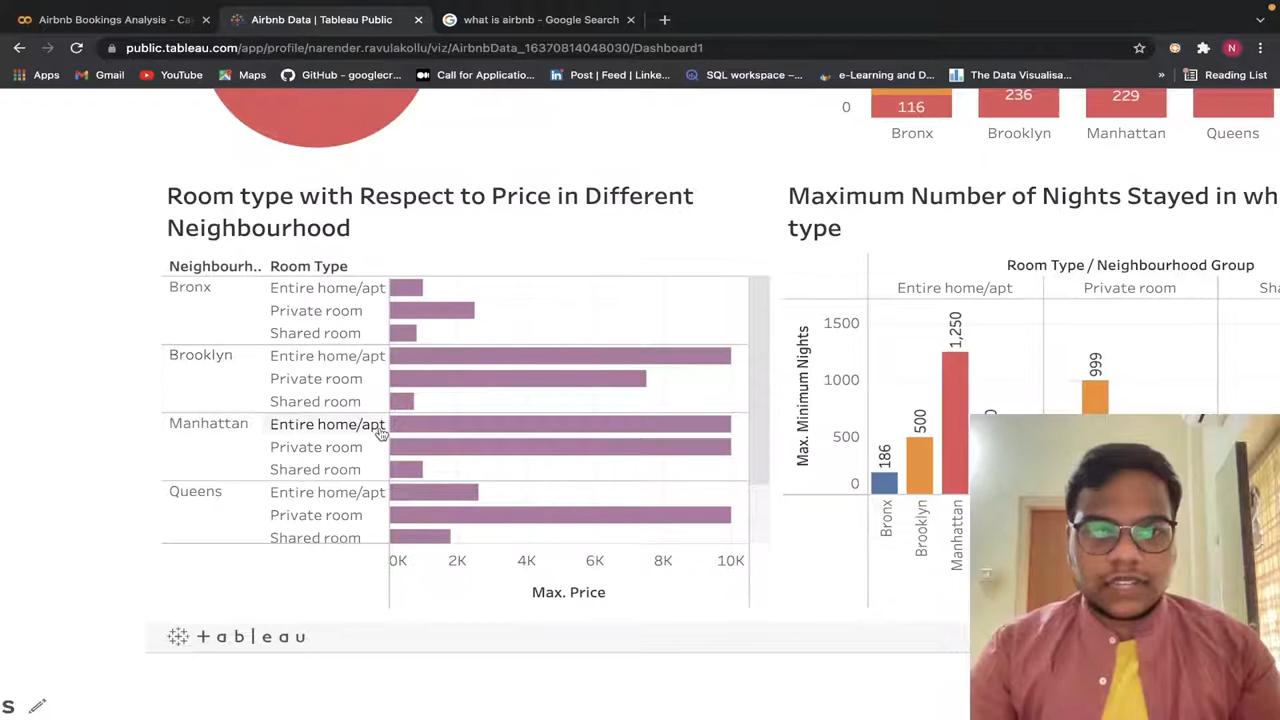 Airbnb Bookings Analysis - Ca
Airbnb Data | Tableau Public
what is airbnb - Google Search
public.tableau.com/app/profile/narender.ravulakollu/viz/AirbnbData_16370814048030/Dashboard1
N
Apps
Gmail
YouTube
Maps
GitHub - googlecr...
Call for Applicatio...
Post | Feed | Linke...
SQL workspace -...
e-Learning and D...
The Data Visualisa...
»
Reading List
0
116
236
229
Bronx
Brooklyn
Manhattan
Queens
Room type with Respect to Price in Different
Neighbourhood
Neighbourh..
Room Type
Bronx
Entire home/apt
Private room
Shared room
Brooklyn
Entire home/apt
Private room
Shared room
Manhattan
Entire home/apt
Private room
Shared room
Queens
Entire home/apt
Private room
Shared room
0K
2K
4K
6K
8K
10K
Max. Price
Maximum Number of Nights Stayed in wh
type
Room Type / Neighbourhood Group
Entire home/apt
Private room
Sha
Max. Minimum Nights
1500
1000
500
0
186
500
1,250
999
Bronx
Brooklyn
Manhattan
+ a b l e a u
s